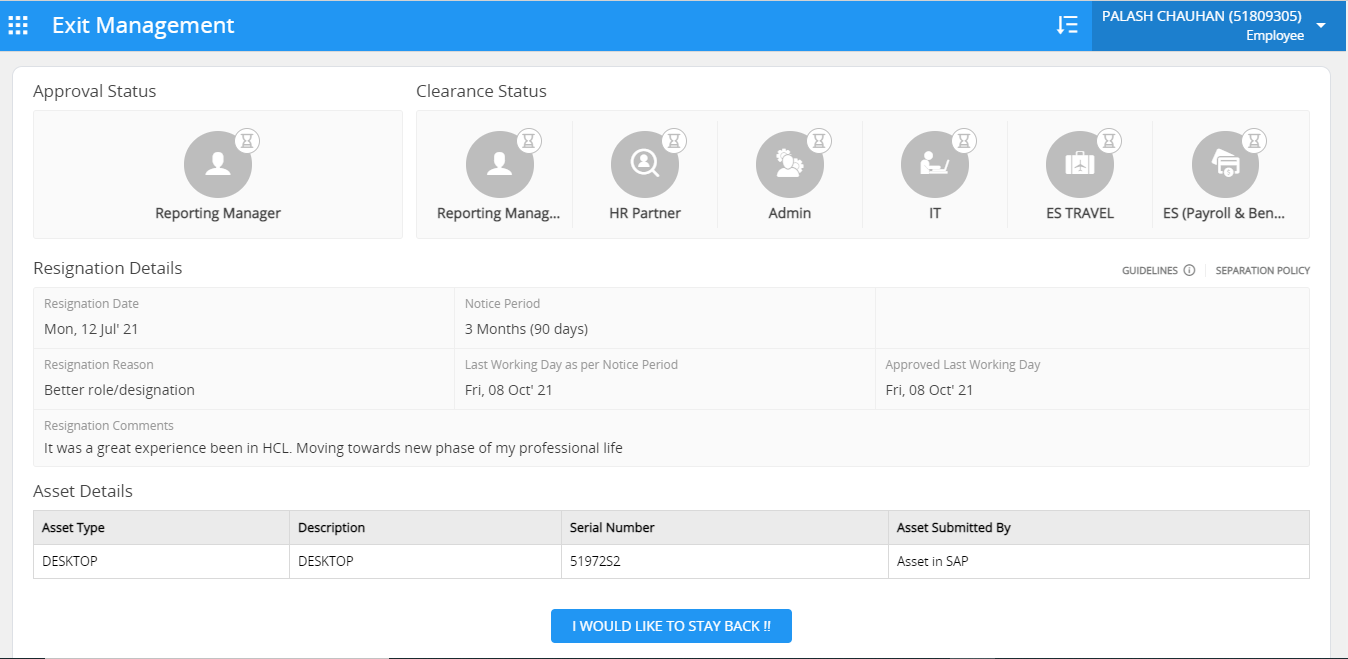 Exit Management
PALASH CHAUHAN (51809305)
Employee
Approval Status
Clearance Status
Reporting Manager
Reporting Manag...
HR Partner
Admin
IT
ES TRAVEL
ES (Payroll & Ben...
Resignation Details
GUIDELINES
SEPARATION POLICY
Resignation Date
Notice Period
Mon, 12 Jul' 21
3 Months (90 days)
Resignation Reason
Last Working Day as per Notice Period
Approved Last Working Day
Better role/designation
Fri, 08 Oct' 21
Fri, 08 Oct' 21
Resignation Comments
It was a great experience been in HCL. Moving towards new phase of my professional life
Asset Details
Asset Type
Description
Serial Number
Asset Submitted By
DESKTOP
DESKTOP
51972S2
Asset in SAP
I WOULD LIKE TO STAY BACK !!